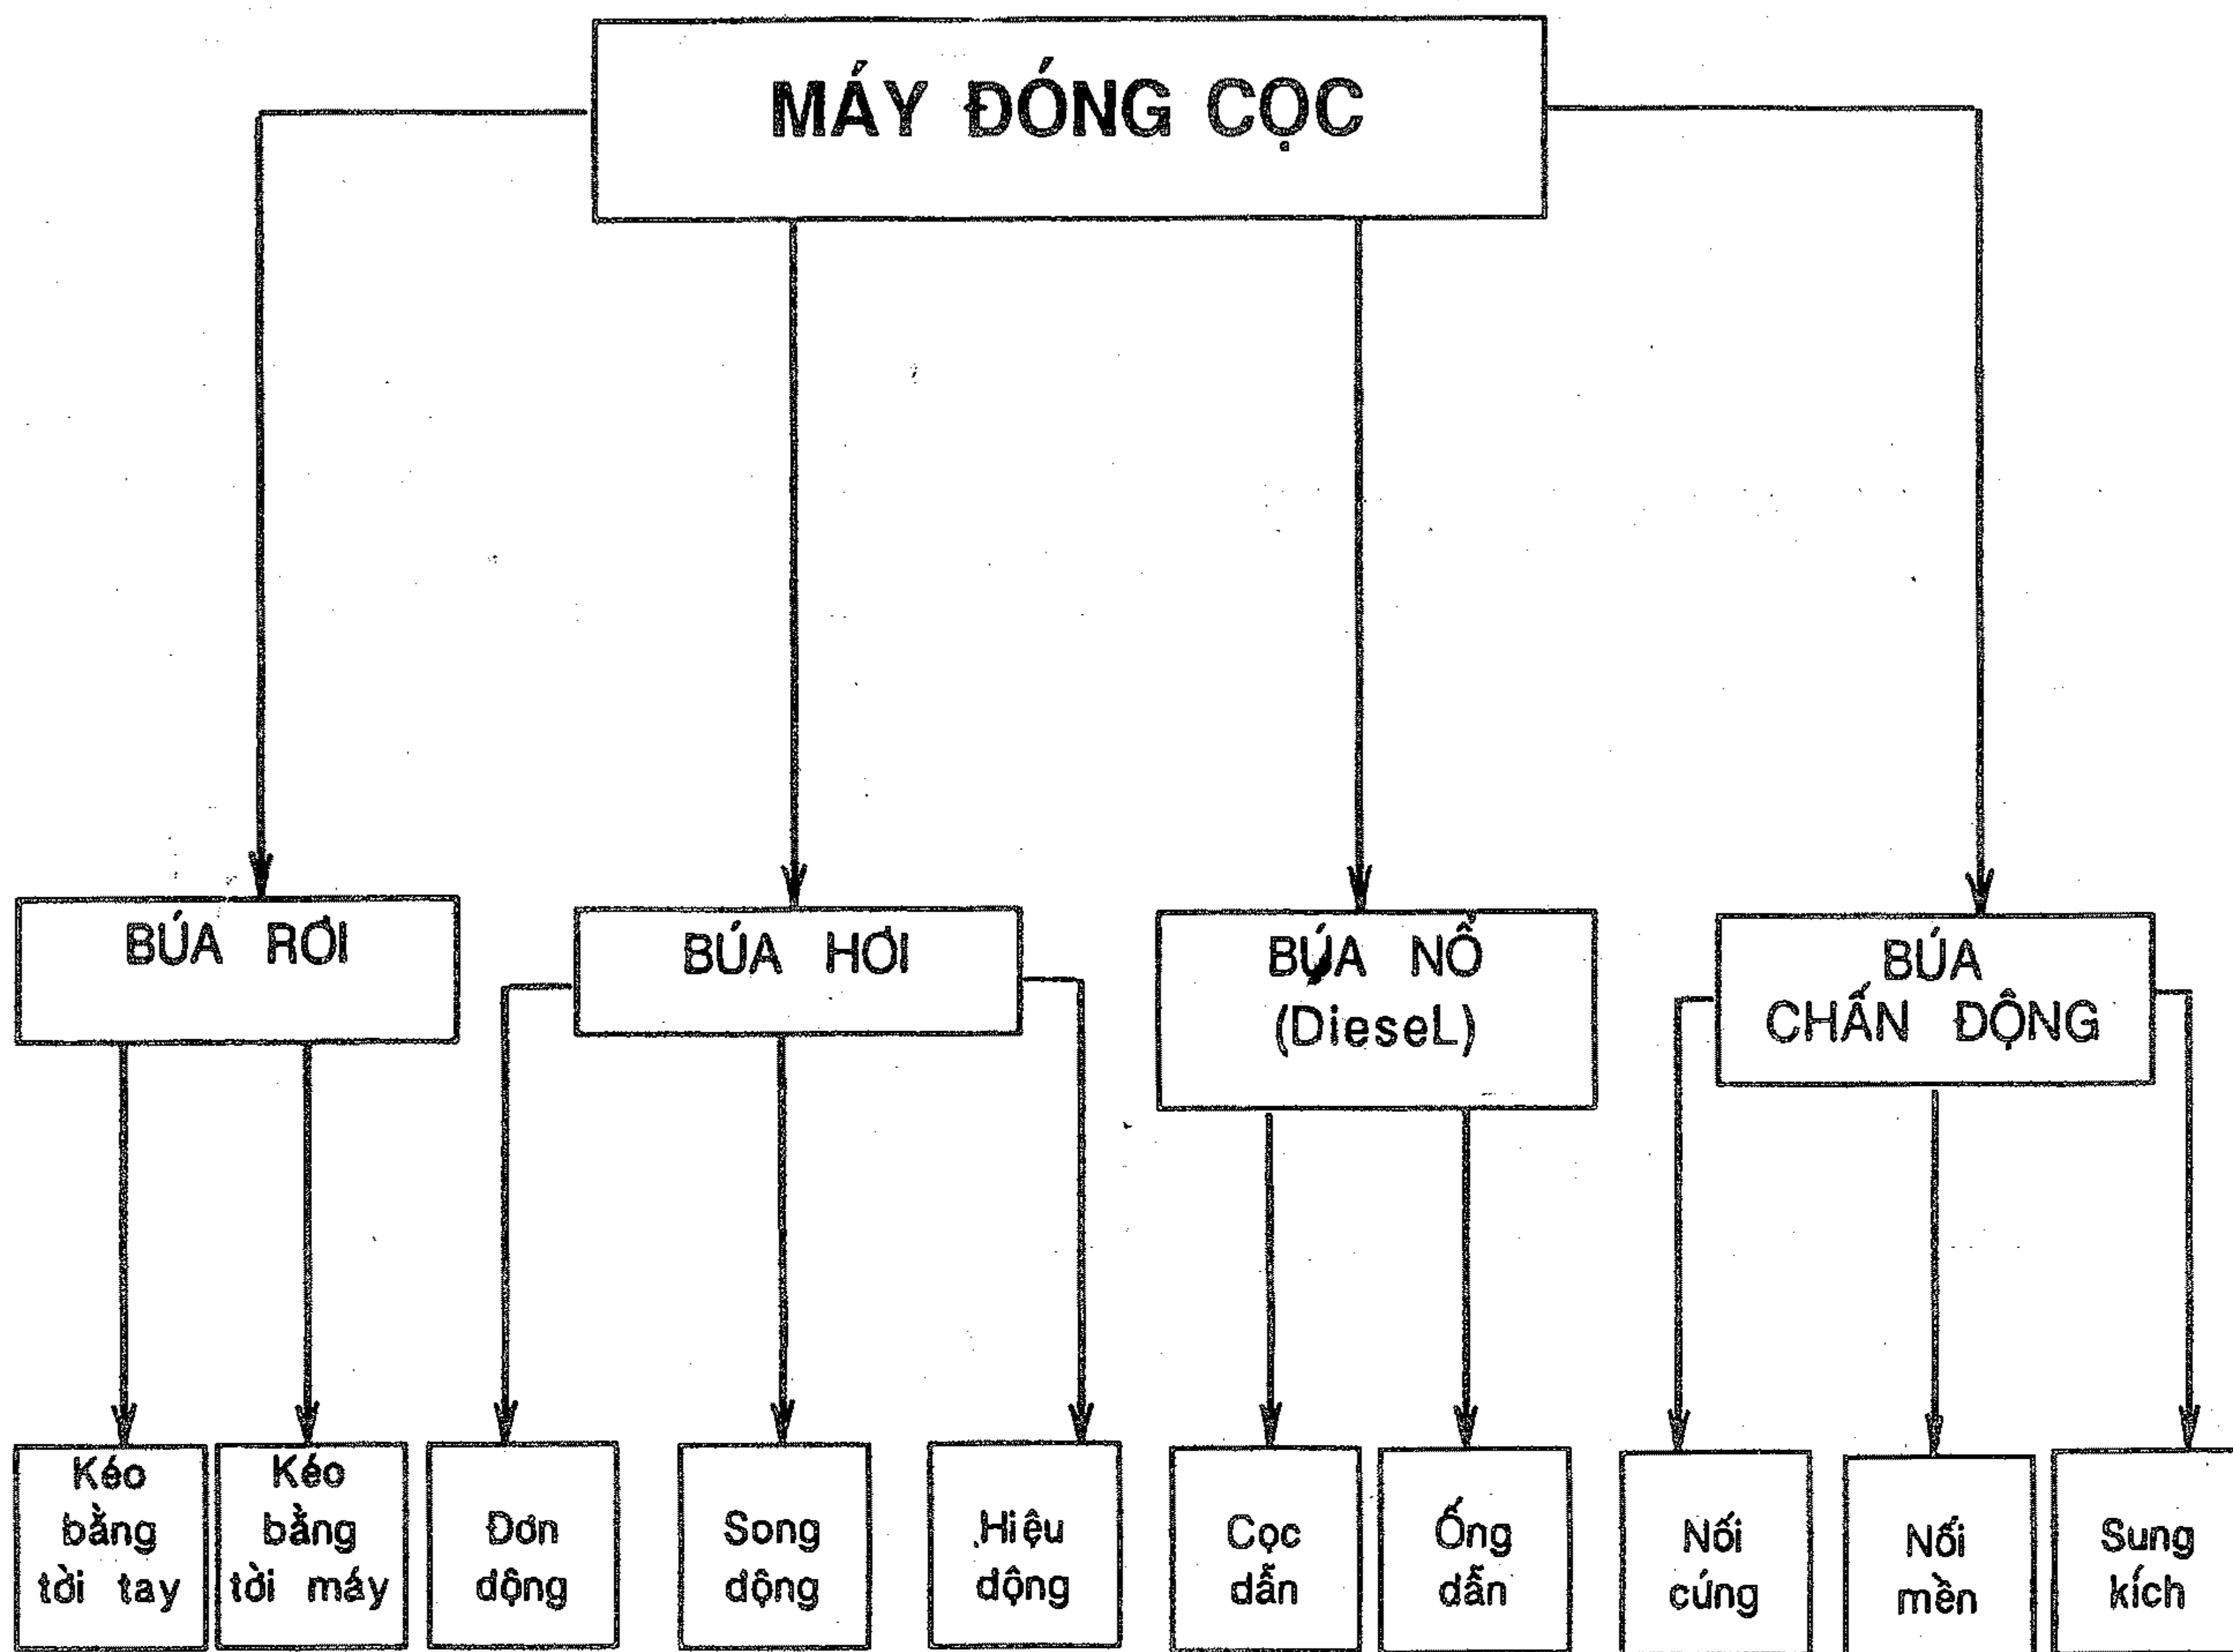 MÁY ĐÓNG CỌC
BÚA RƠI
BÚA HƠI
BÚA NỔ
(DieseL)
BÚA
CHẤN ĐỘNG
Kéo
bằng
tời tay
Kéo
bằng
tời máy
Đơn
động
Song
động
Hiệu
động
Cọc
dẫn
Ống
dẫn
Nối
cứng
Nối
mền
Sung
kích